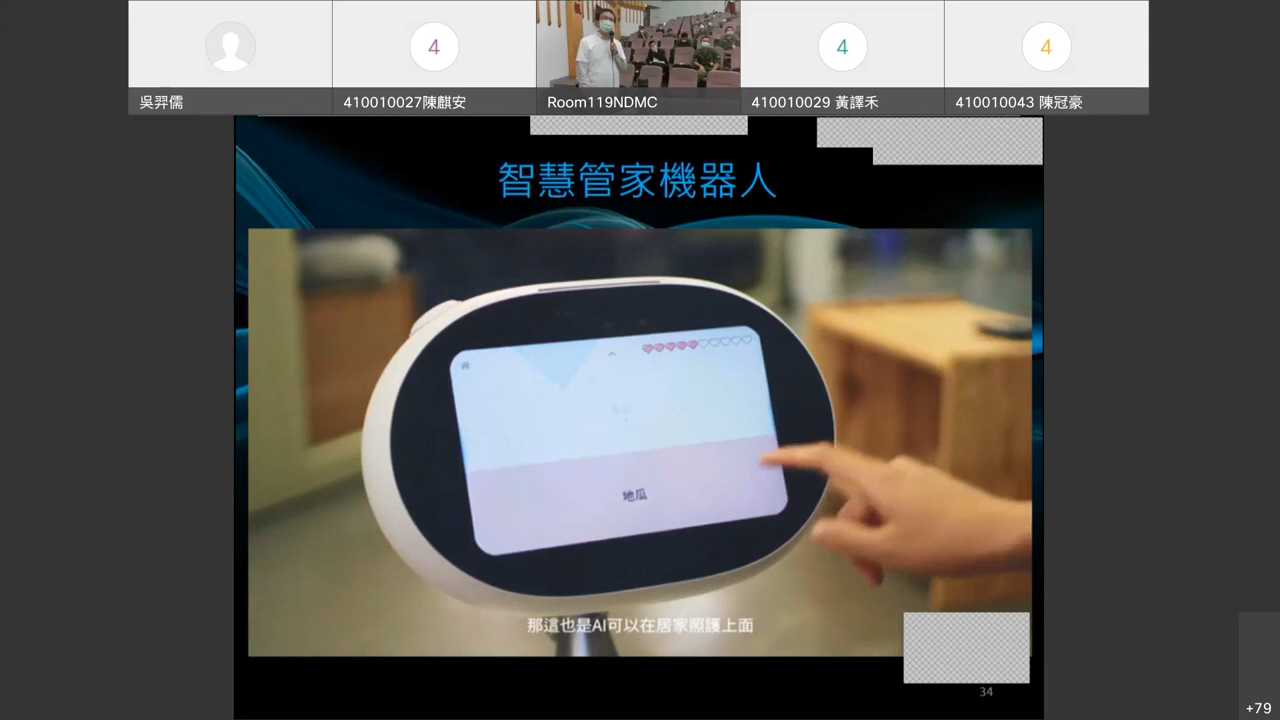 4
4
4
吳羿儒
410010027陳麒安
Room119NDMC
410010029 黃譯禾
410010043 陳冠豪
智慧管家機器人
地瓜
那這也是AI可以在居家照護上面
34
+79